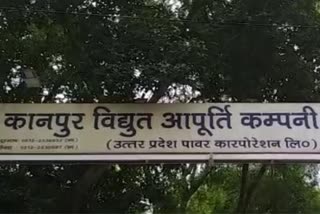 कानपुर विद्युत आपूर्ति कम्पनी
(उत्तर प्रदेश पावर कारपोरेशन लि०)